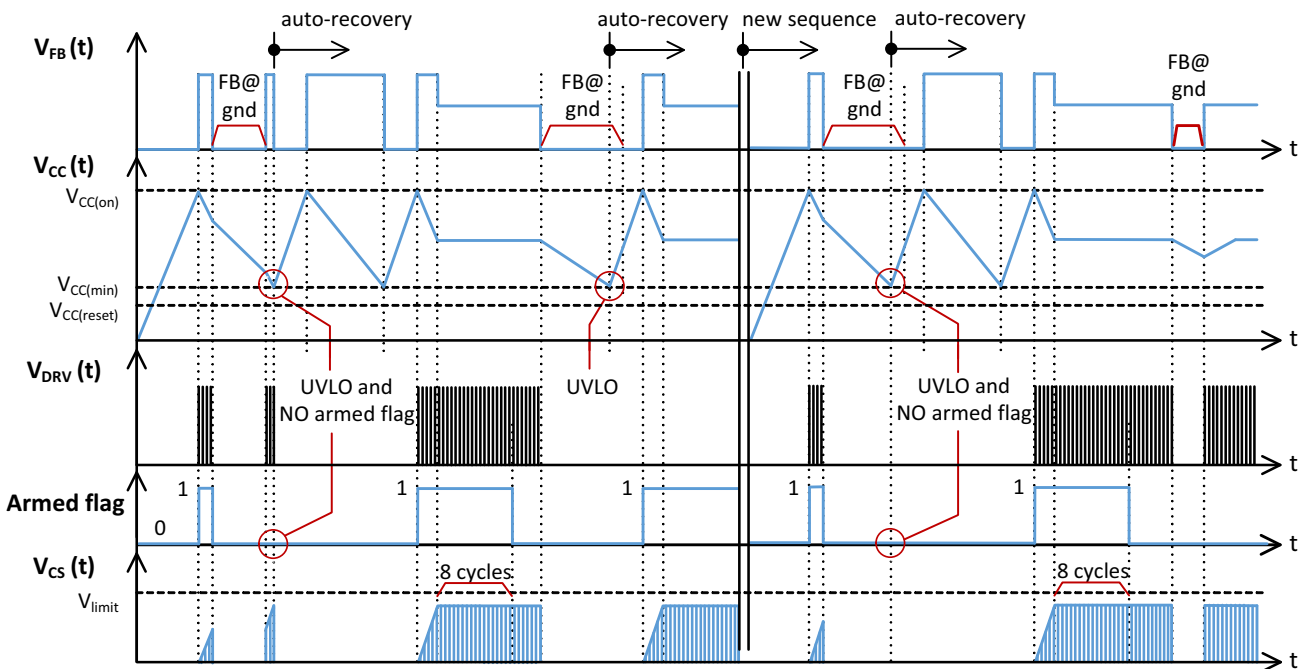 auto-recovery
auto-recovery
new sequence
auto-recovery
V_FB (t)
FB@
gnd
FB@
gnd
FB@
gnd
FB@
gnd
t
V_CC (t)
V_CC(on)
V_CC(min)
V_CC(reset)
t
V_DRV (t)
UVLO and
NO armed flag
UVLO
UVLO and
NO armed flag
t
Armed flag
1
1
1
1
1
0
t
V_CS (t)
8 cycles
8 cycles
V_limit
t